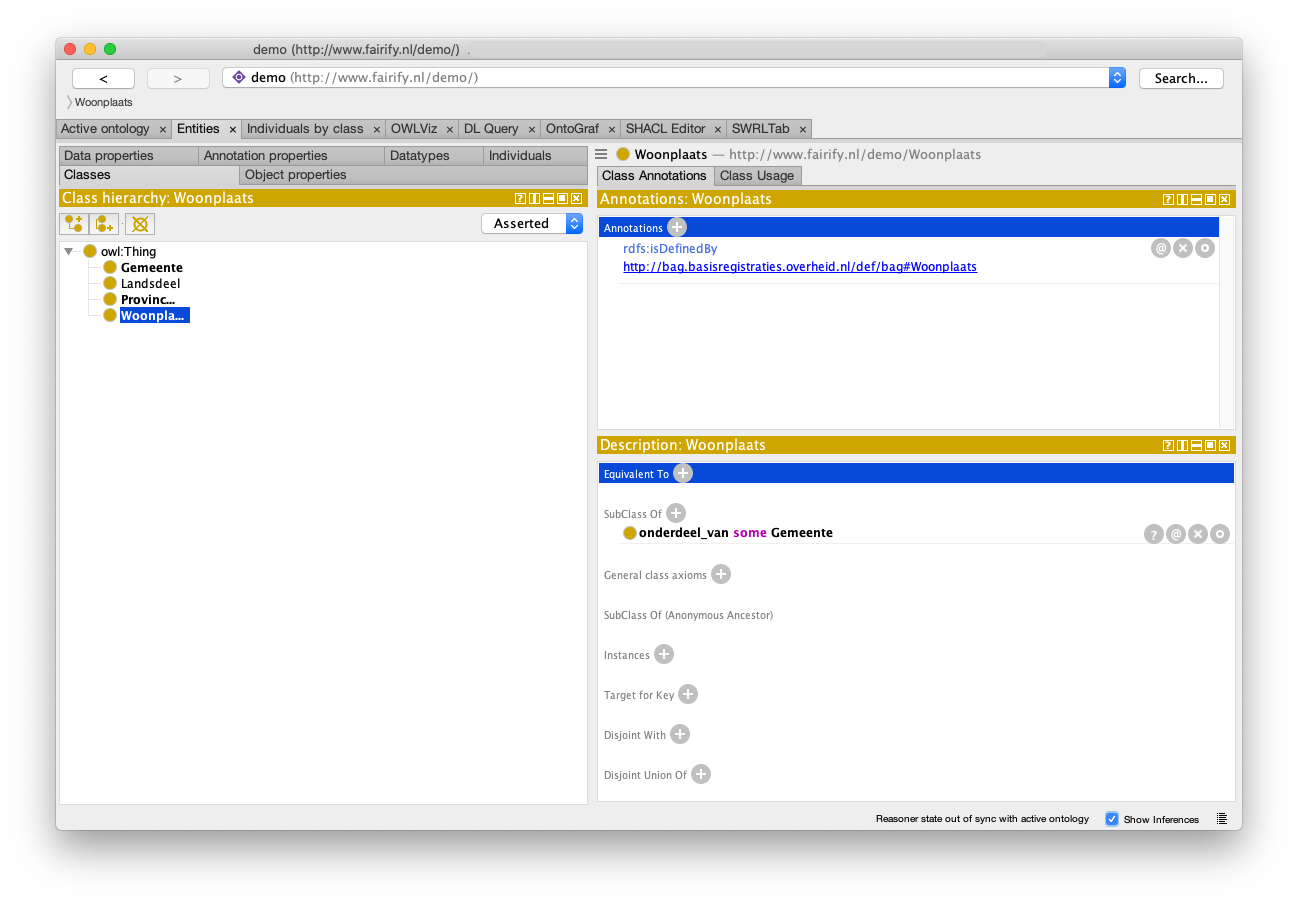 demo (http://www.fairify.nl/demo/)
< > demo (http://www.fairify.nl/demo/) Search...
Woonplaats
Active ontology × Entities × Individuals by class × OWLViz × DL Query × OntoGraf × SHACL Editor × SWRLTab ×
Data properties Annotation properties Datatypes Individuals
Classes Object properties
Class hierarchy: Woonplaats
Asserted
owl:Thing
Gemeente
Landsdeel
Provinc...
Woonpla...
Woonplaats — http://www.fairify.nl/demo/Woonplaats
Class Annotations Class Usage
Annotations: Woonplaats
Annotations
rdfs:isDefinedBy
http://bag.basisregistraties.overheid.nl/def/bag#Woonplaats
Description: Woonplaats
Equivalent To
SubClass Of
onderdeel_van some Gemeente
General class axioms
SubClass Of (Anonymous Ancestor)
Instances
Target for Key
Disjoint With
Disjoint Union Of
Reasoner state out of sync with active ontology Show Inferences